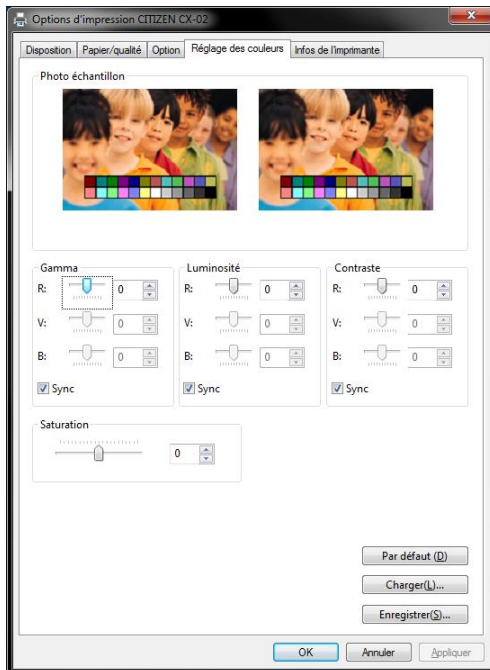 Options d'impression CITIZEN CX-02
Disposition Papier/qualité Option Réglage des couleurs Infos de l'imprimante
Photo échantillon
Gamma Luminosité Contraste
R: 0 R: 0 R: 0
V: 0 V: 0 V: 0
B: 0 B: 0 B: 0
Sync Sync Sync
Saturation
0
Par défaut (D)
Charger(L)...
Enregistrer(S)...
OK Annuler Appliquer